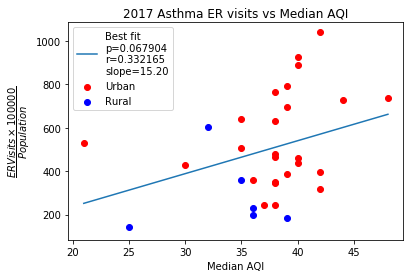 2017 Asthma ER visits vs Median AQI
Best fit
p=0.067904
r=0.332165
slope=15.20
Urban
Rural
1000
800
600
400
200
ERVisits × 100000
Population
20
25
30
35
40
45
Median AQI